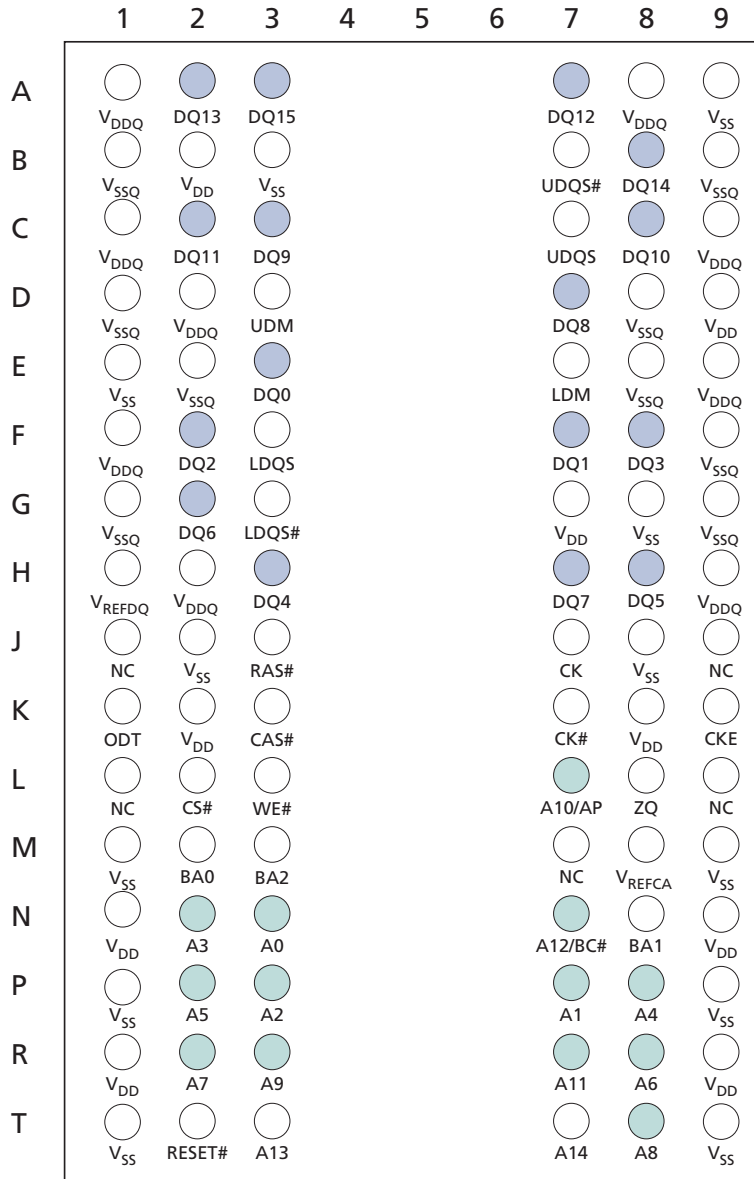 1 2 3 4 5 6 7 8 9
A
VDDQ DQ13 DQ15 DQ12 VDDQ VSS
B
VSSQ VDD VSS UDQS# DQ14 VSSQ
C
VDDQ DQ11 DQ9 UDQS DQ10 VDDQ
D
VSSQ VDDQ UDM DQ8 VSSQ VDD
E
VSS VSSQ DQ0 LDM VSSQ VDDQ
F
VDDQ DQ2 LDQS DQ1 DQ3 VSSQ
G
VSSQ DQ6 LDQS# VDD VSS VSSQ
H
VREFDQ VDDQ DQ4 DQ7 DQ5 VDDQ
J
NC VSS RAS# CK VSS NC
K
ODT VDD CAS# CK# VDD CKE
L
NC CS# WE# A10/AP ZQ NC
M
VSS BA0 BA2 NC VREFCA VSS
N
VDD A3 A0 A12/BC# BA1 VDD
P
VSS A5 A2 A1 A4 VSS
R
VDD A7 A9 A11 A6 VDD
T
VSS RESET# A13 A14 A8 VSS